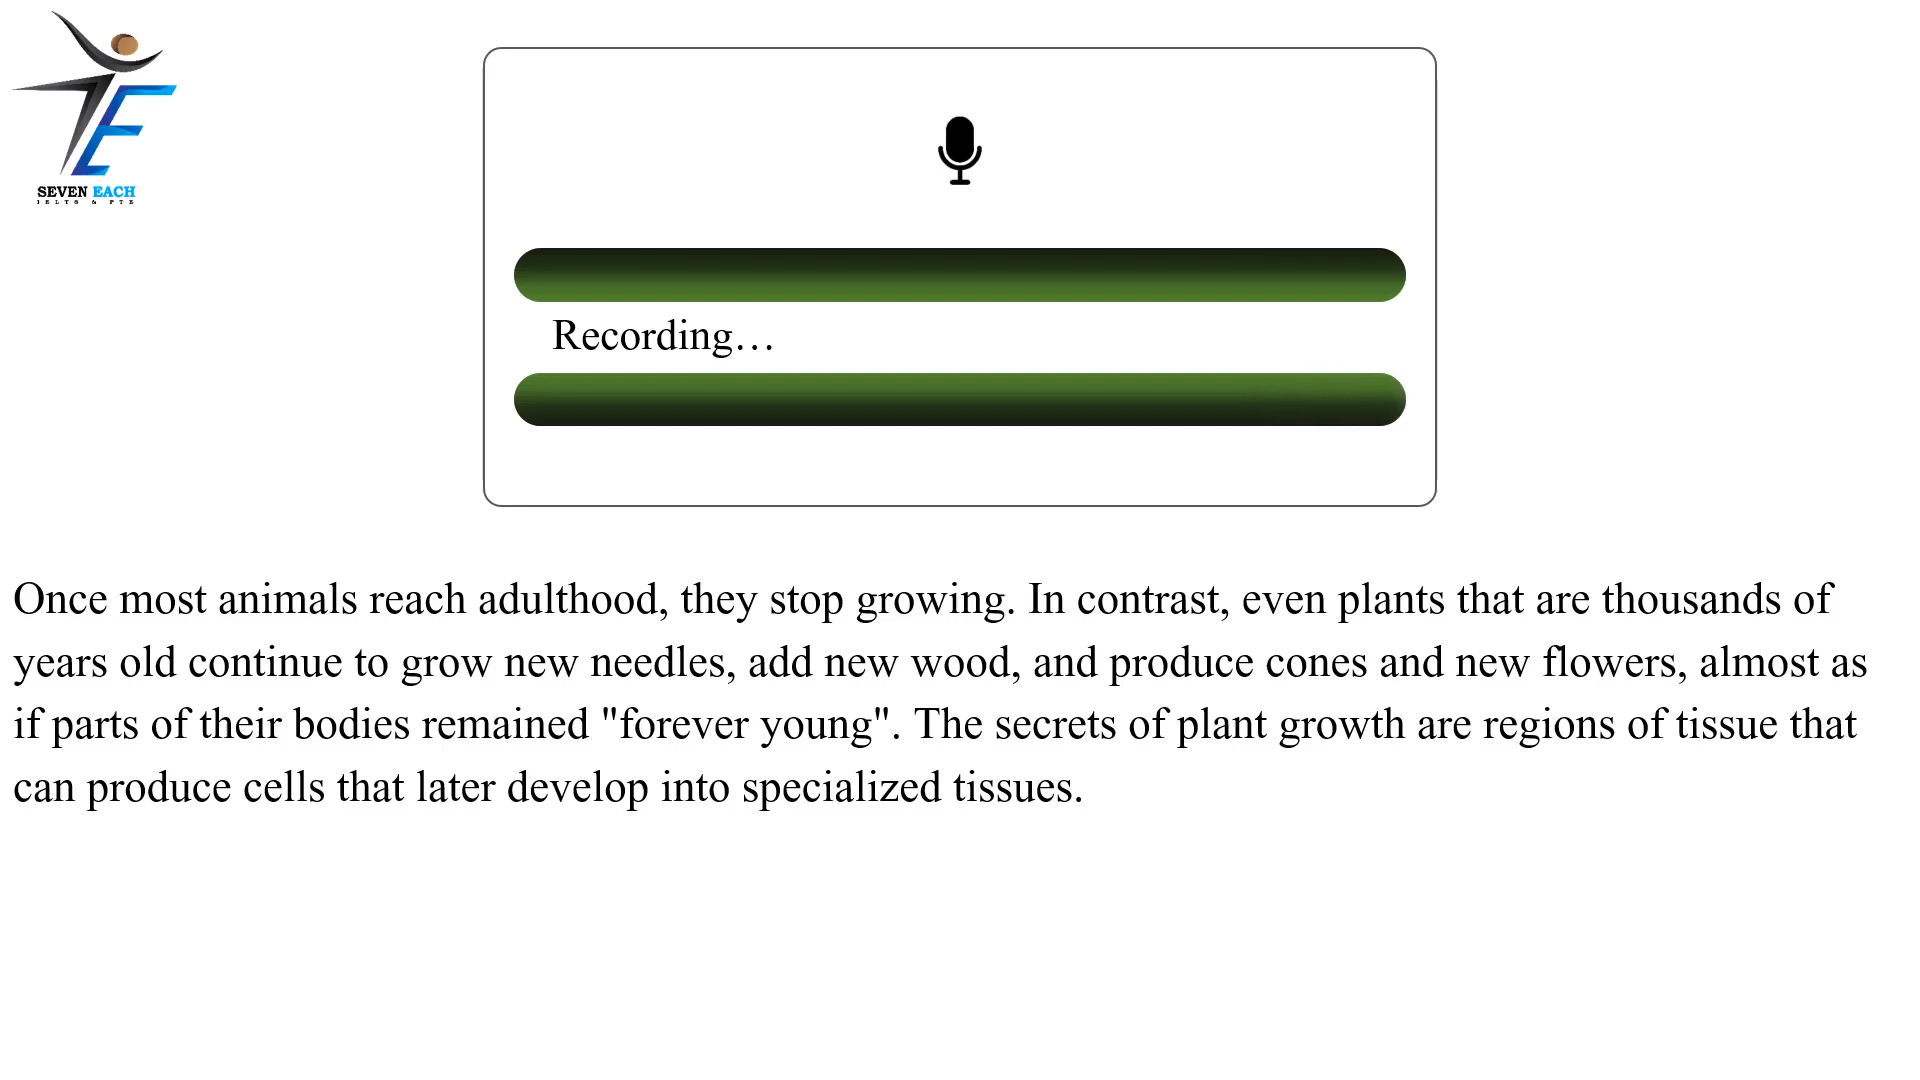 SEVEN EACH
IELTS & PTE
Recording…
Once most animals reach adulthood, they stop growing. In contrast, even plants that are thousands of
years old continue to grow new needles, add new wood, and produce cones and new flowers, almost as
if parts of their bodies remained "forever young". The secrets of plant growth are regions of tissue that
can produce cells that later develop into specialized tissues.